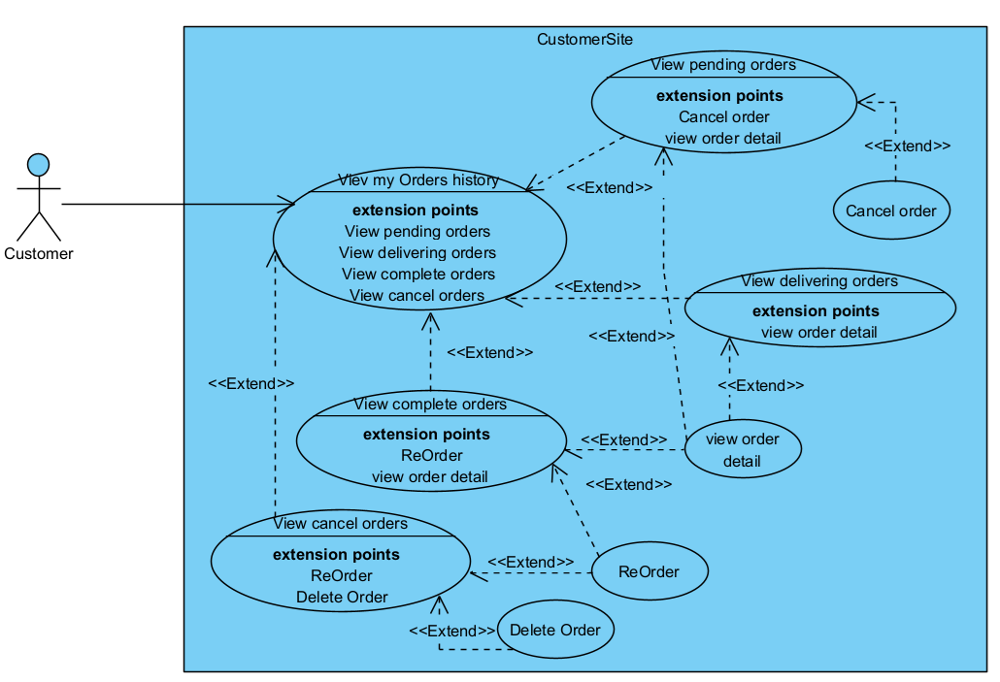 CustomerSite
View pending orders
extension points
Cancel order
view order detail
<<Extend>>
Cancel order
<<Extend>>
Viev my Orders history
extension points
View pending orders
View delivering orders
View complete orders
View cancel orders
Customer
<<Extend>>
View delivering orders
extension points
view order detail
<<Extend>>
<<Extend>>
<<Extend>>
<<Extend>>
View complete orders
extension points
ReOrder
view order detail
<<Extend>>
view order
detail
<<Extend>>
View cancel orders
extension points
ReOrder
Delete Order
<<Extend>>
ReOrder
<<Extend>>
Delete Order